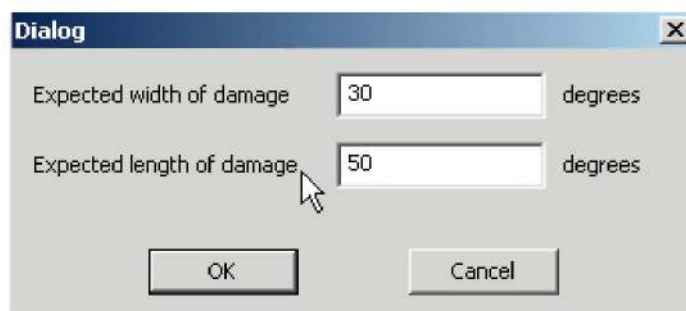 Dialog
Expected width of damage 30 degrees
Expected length of damage 50 degrees
OK Cancel